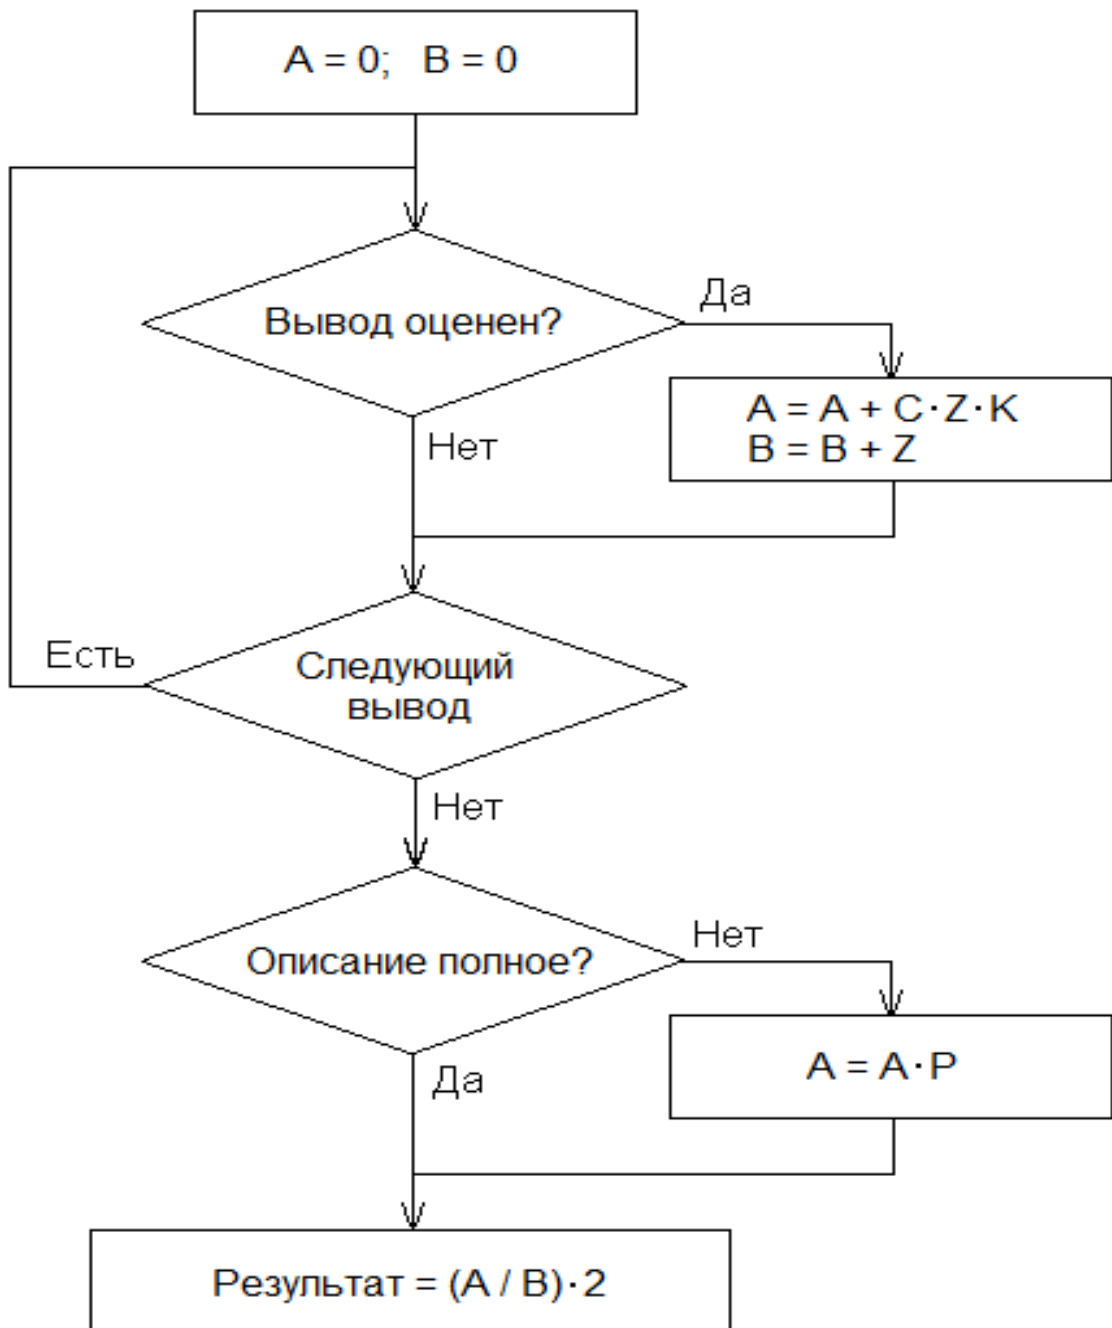 A = 0; B = 0
Да
Вывод оценен?
A = A + C·Z·K
B = B + Z
Нет
Есть
Следующий
вывод
Нет
Нет
Описание полное?
A = A·P
Да
Результат = (A / B)·2